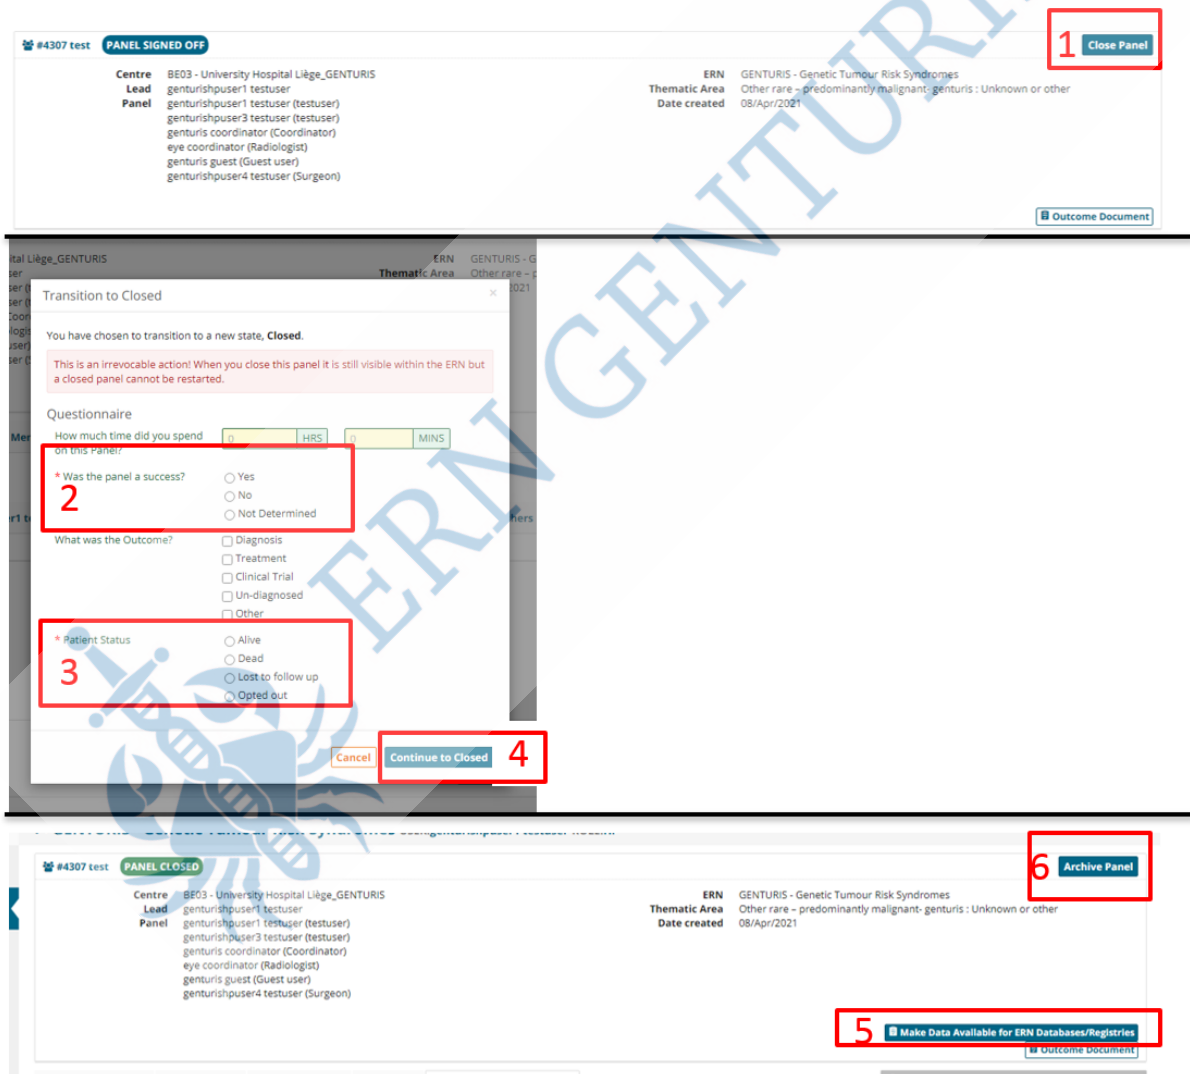 #4307 test PANEL SIGNED OFF
1 Close Panel
Centre BE03 - University Hospital Liège_GENTURIS
Lead genturishpuser1 testuser
Panel genturishpuser1 testuser (testuser)
genturishpuser3 testuser (testuser)
genturis coordinator (Coordinator)
eye coordinator (Radiologist)
genturis guest (Guest user)
genturishpuser4 testuser (Surgeon)
ERN GENTURIS - Genetic Tumour Risk Syndromes
Thematic Area Other rare – predominantly malignant- genturis : Unknown or other
Date created 08/Apr/2021
Outcome Document
ital Liège_GENTURIS
ERN GENTURIS - G
Thematic Area Other rare – p
2021
Transition to Closed ×
You have chosen to transition to a new state, Closed.
This is an irrevocable action! When you close this panel it is still visible within the ERN but
a closed panel cannot be restarted.
Questionnaire
How much time did you spend
on this Panel?
0 HRS 0 MINS
* Was the panel a success?
2
Yes
No
Not Determined
What was the Outcome?
Diagnosis
Treatment
Clinical Trial
Un-diagnosed
Other
* Patient Status
3
Alive
Dead
Lost to follow up
Opted out
Cancel Continue to Closed 4
ERN GENTURIS
#4307 test PANEL CLOSED
6 Archive Panel
Centre BE03 - University Hospital Liège_GENTURIS
Lead genturishpuser1 testuser
Panel genturishpuser1 testuser (testuser)
genturishpuser3 testuser (testuser)
genturis coordinator (Coordinator)
eye coordinator (Radiologist)
genturis guest (Guest user)
genturishpuser4 testuser (Surgeon)
ERN GENTURIS - Genetic Tumour Risk Syndromes
Thematic Area Other rare – predominantly malignant- genturis : Unknown or other
Date created 08/Apr/2021
5 Make Data Available for ERN Databases/Registries
Outcome Document